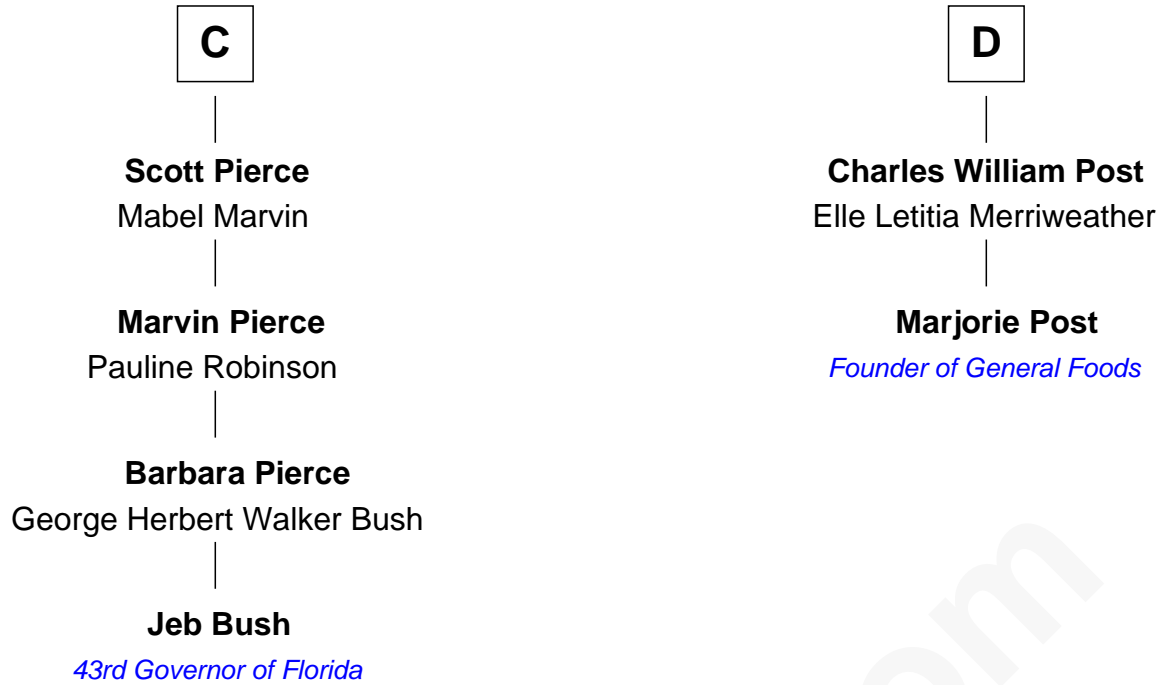 C
Scott Pierce
Mabel Marvin
Marvin Pierce
Pauline Robinson
Barbara Pierce
George Herbert Walker Bush
Jeb Bush
43rd Governor of Florida
D
Charles William Post
Elle Letitia Merriweather
Marjorie Post
Founder of General Foods
om